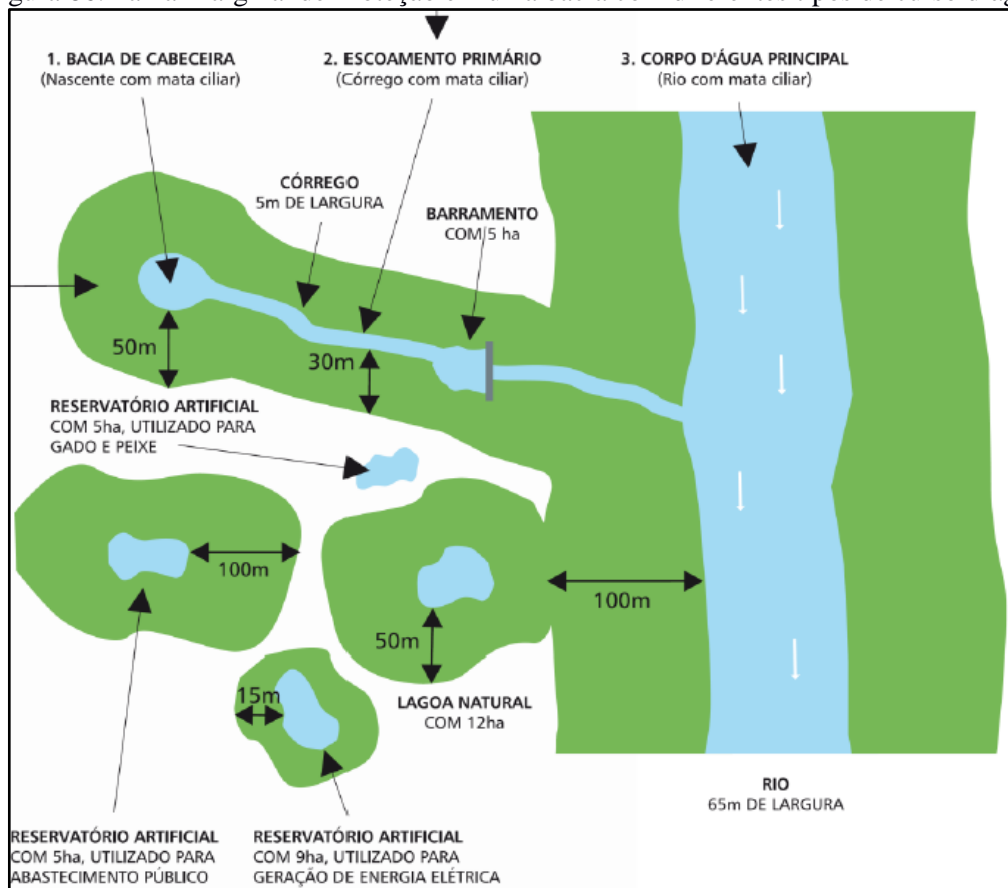 1. BACIA DE CABECEIRA
(Nascente com mata ciliar)
2. ESCOAMENTO PRIMÁRIO
(Córrego com mata ciliar)
3. CORPO D'ÁGUA PRINCIPAL
(Rio com mata ciliar)
CÓRREGO
5m DE LARGURA
BARRAMENTO
COM 5 ha
50m
30m
RESERVATÓRIO ARTIFICIAL
COM 5ha, UTILIZADO PARA
GADO E PEIXE
100m
100m
50m
15m
LAGOA NATURAL
COM 12ha
RIO
65m DE LARGURA
RESERVATÓRIO ARTIFICIAL
COM 5ha, UTILIZADO PARA
ABASTECIMENTO PÚBLICO
RESERVATÓRIO ARTIFICIAL
COM 9ha, UTILIZADO PARA
GERAÇÃO DE ENERGIA ELÉTRICA